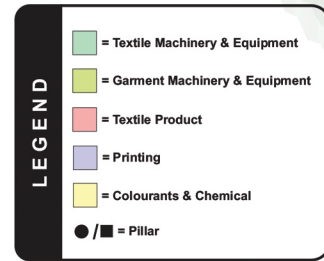 LEGEND
= Textile Machinery & Equipment
= Garment Machinery & Equipment
= Textile Product
= Printing
= Colourants & Chemical
●/■ = Pillar